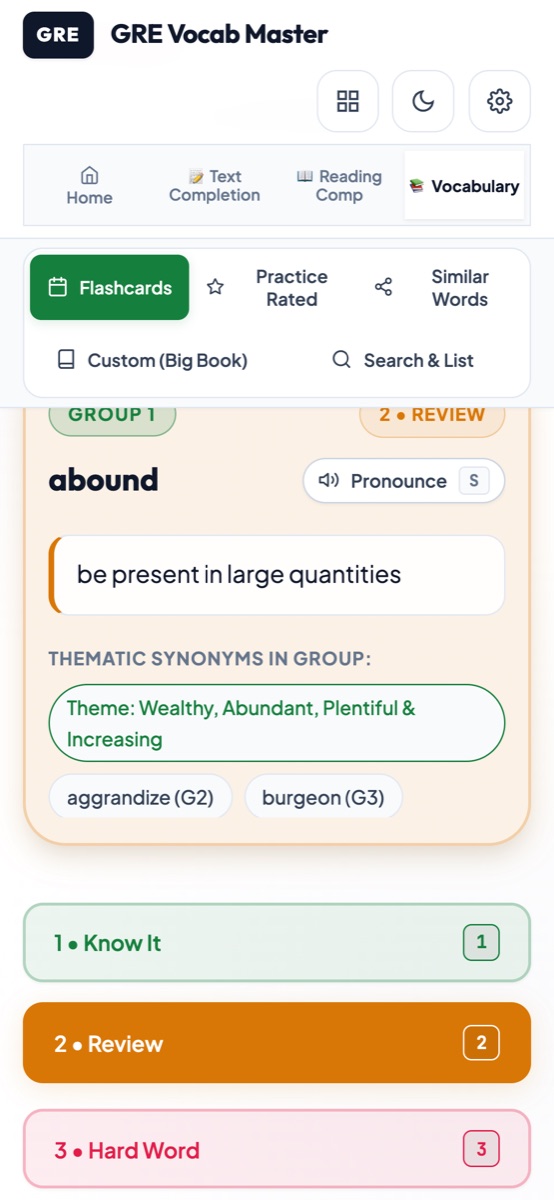 GRE GRE Vocab Master
Home
📝 Text
Completion
📖 Reading
Comp
📚 Vocabulary
Flashcards
Practice
Rated
Similar
Words
Custom (Big Book)
Search & List
GROUP 1
2 • REVIEW
abound
Pronounce S
be present in large quantities
THEMATIC SYNONYMS IN GROUP:
Theme: Wealthy, Abundant, Plentiful &
Increasing
aggrandize (G2) burgeon (G3)
1 • Know It 1
2 • Review 2
3 • Hard Word 3